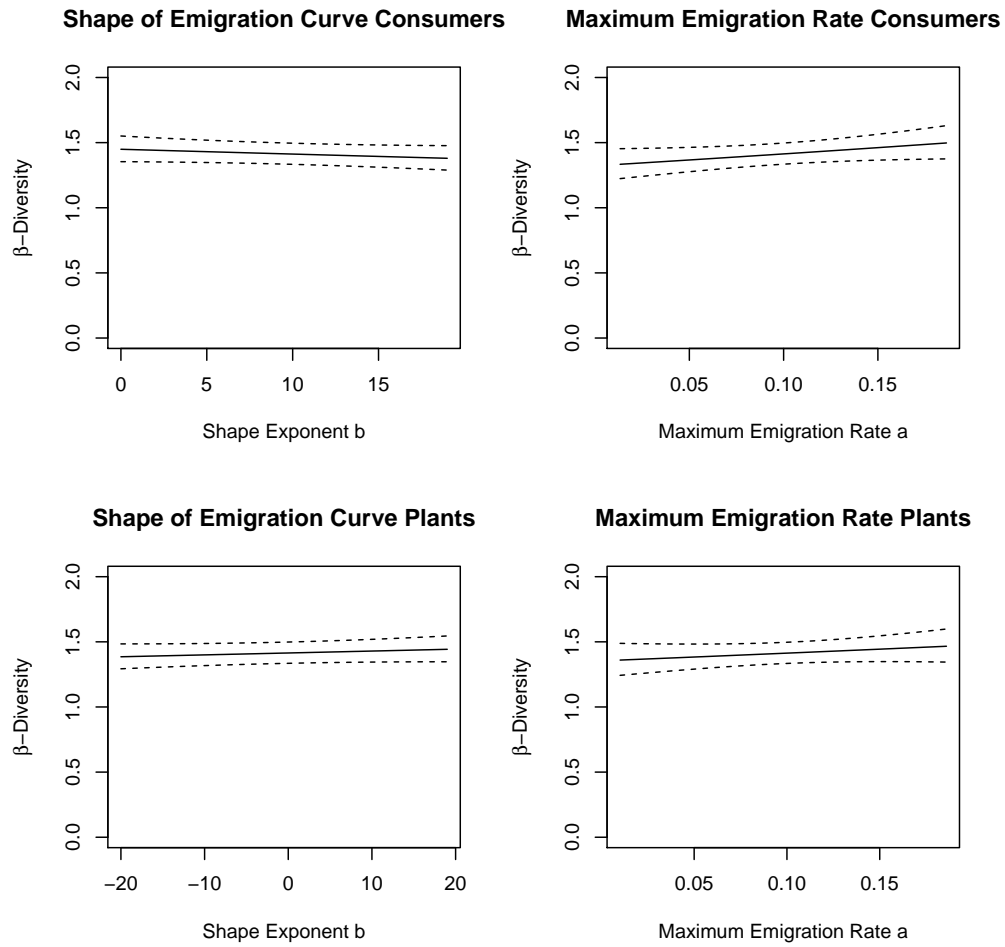 Shape of Emigration Curve Consumers
2.0
1.5
1.0
0.5
0.0
β−Diversity
0 5 10 15
Shape Exponent b
Maximum Emigration Rate Consumers
2.0
1.5
1.0
0.5
0.0
β−Diversity
0.05 0.10 0.15
Maximum Emigration Rate a
Shape of Emigration Curve Plants
2.0
1.5
1.0
0.5
0.0
β−Diversity
−20 −10 0 10 20
Shape Exponent b
Maximum Emigration Rate Plants
2.0
1.5
1.0
0.5
0.0
β−Diversity
0.05 0.10 0.15
Maximum Emigration Rate a